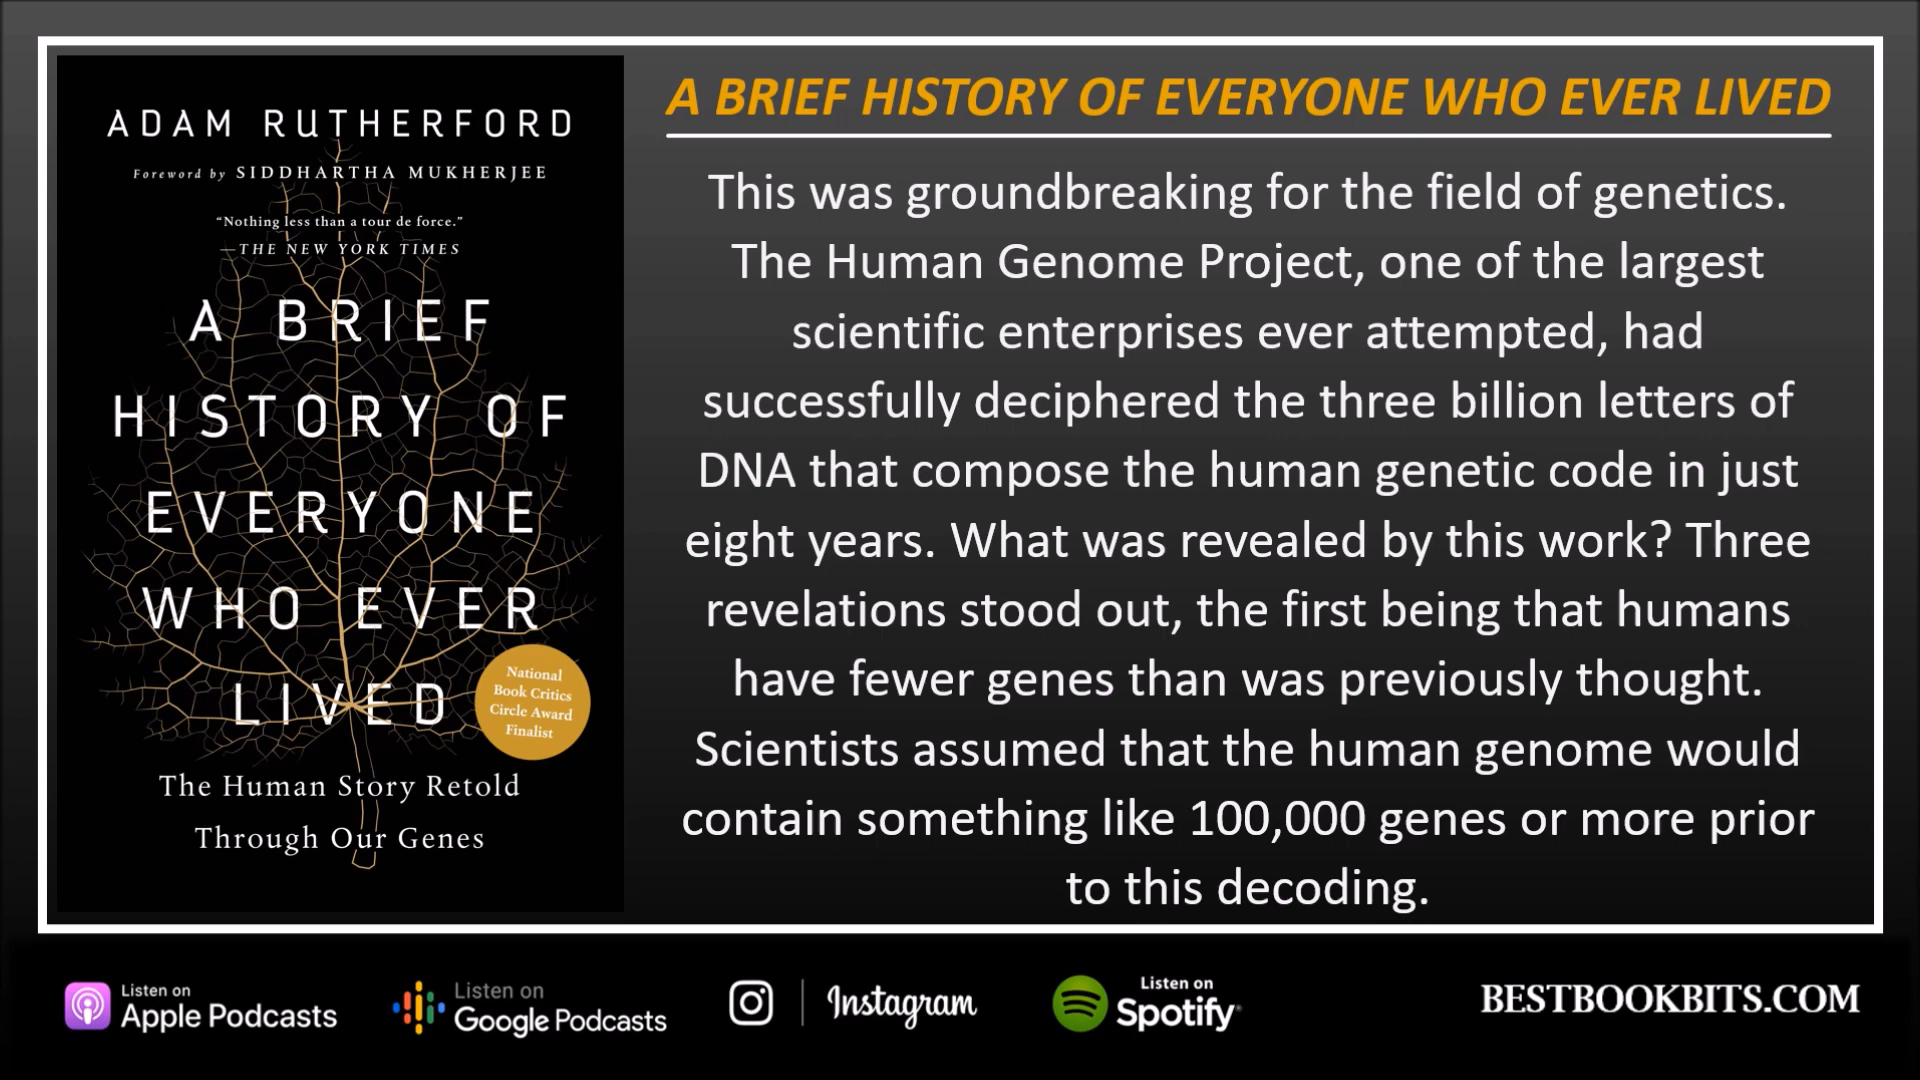 ADAM RUTHERFORD
Foreword by SIDDHARTHA MUKHERJEE
“Nothing less than a tour de force.”
—THE NEW YORK TIMES
A BRIEF
HISTORY OF
EVERYONE
WHO EVER
LIVED
National
Book Critics
Circle Award
Finalist
The Human Story Retold
Through Our Genes
A BRIEF HISTORY OF EVERYONE WHO EVER LIVED
This was groundbreaking for the field of genetics.
The Human Genome Project, one of the largest
scientific enterprises ever attempted, had
successfully deciphered the three billion letters of
DNA that compose the human genetic code in just
eight years. What was revealed by this work? Three
revelations stood out, the first being that humans
have fewer genes than was previously thought.
Scientists assumed that the human genome would
contain something like 100,000 genes or more prior
to this decoding.
Listen on
Apple Podcasts
Listen on
Google Podcasts
Instagram
Listen on
Spotify
BESTBOOKBITS.COM